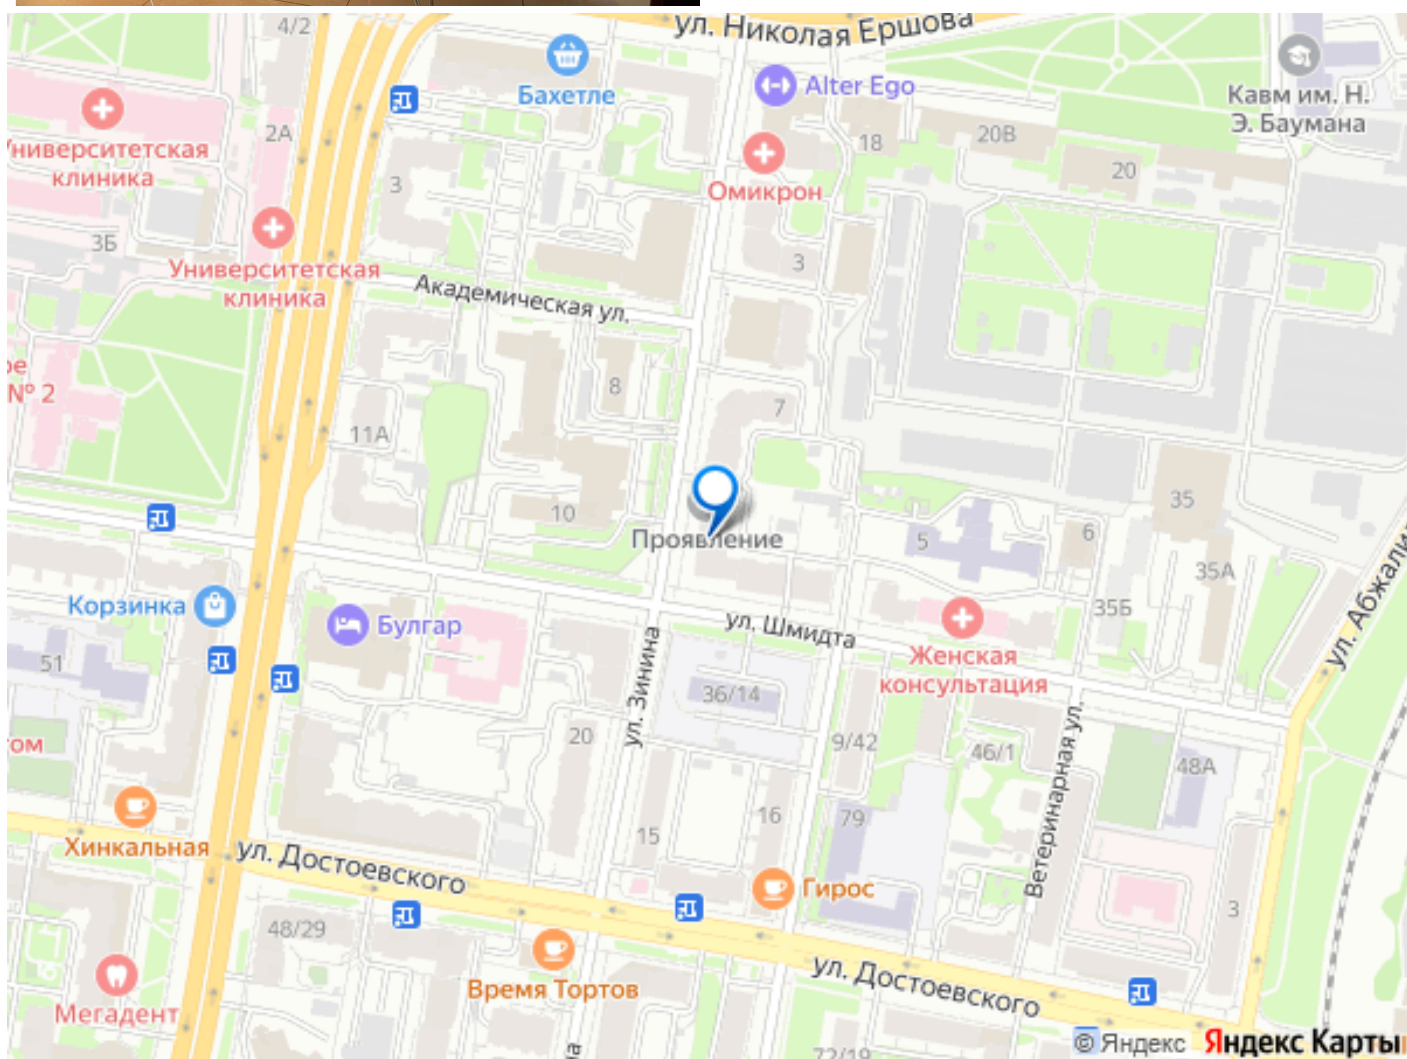 4/2
ул. Николая Ершова
Бахетле
Alter Ego
Кавм им. Н.
Э. Баумана
2А
18
20В
Университетская
клиника
Омикрон
20
3
3Б
Университетская
клиника
3
Академическая ул.
№ 2
8
7
11А
10
35
Проявление
5
6
35А
ул. Абжали
Корзинка
Булгар
ул. Шмидта
35Б
Женская
консультация
51
ул. Зинина
36/14
20
9/42
46/1
48А
Ветеринарная ул.
Хинкальная
15
16
79
ул. Достоевского
Гирос
3
48/29
Время Тортов
ул. Достоевского
Мегадент
72/19
© Яндекс Яндекс Карты